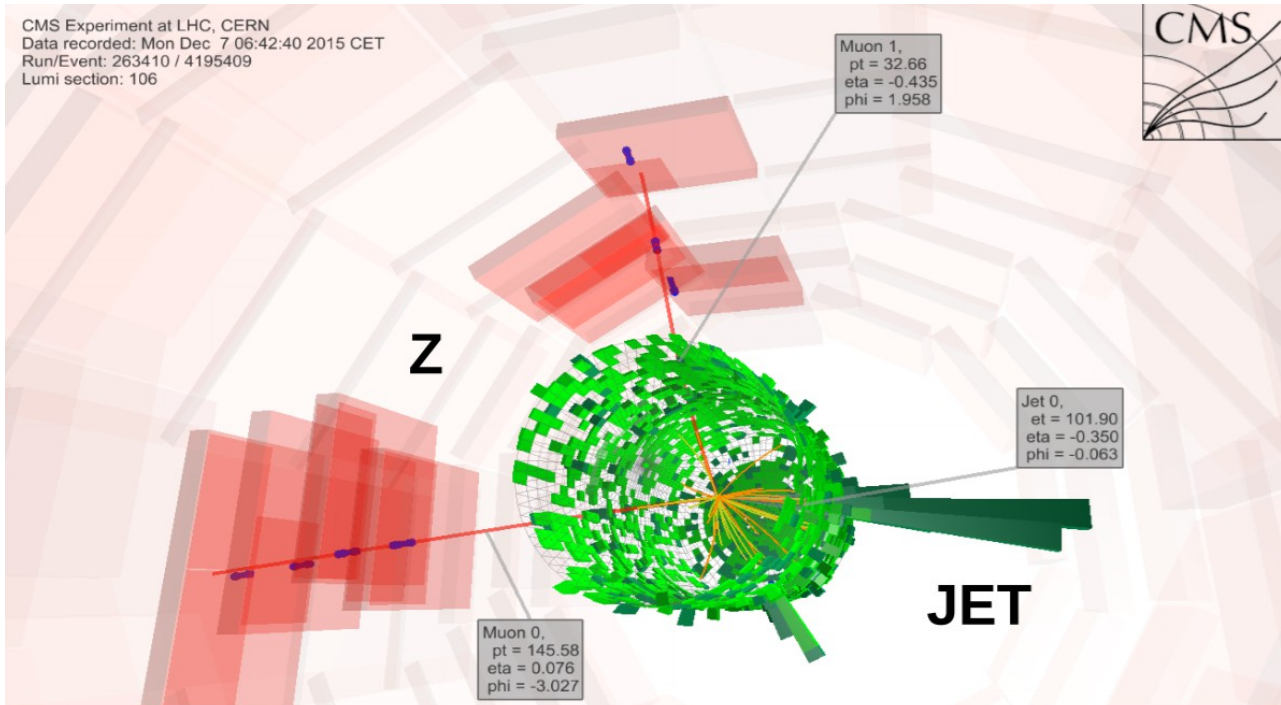 CMS Experiment at LHC, CERN
Data recorded: Mon Dec 7 06:42:40 2015 CET
Run/Event: 263410 / 4195409
Lumi section: 106
Muon 1,
pt = 32.66
eta = -0.435
phi = 1.958
CMS
Z
Jet 0,
et = 101.90
eta = -0.350
phi = -0.063
JET
Muon 0,
pt = 145.58
eta = 0.076
phi = -3.027